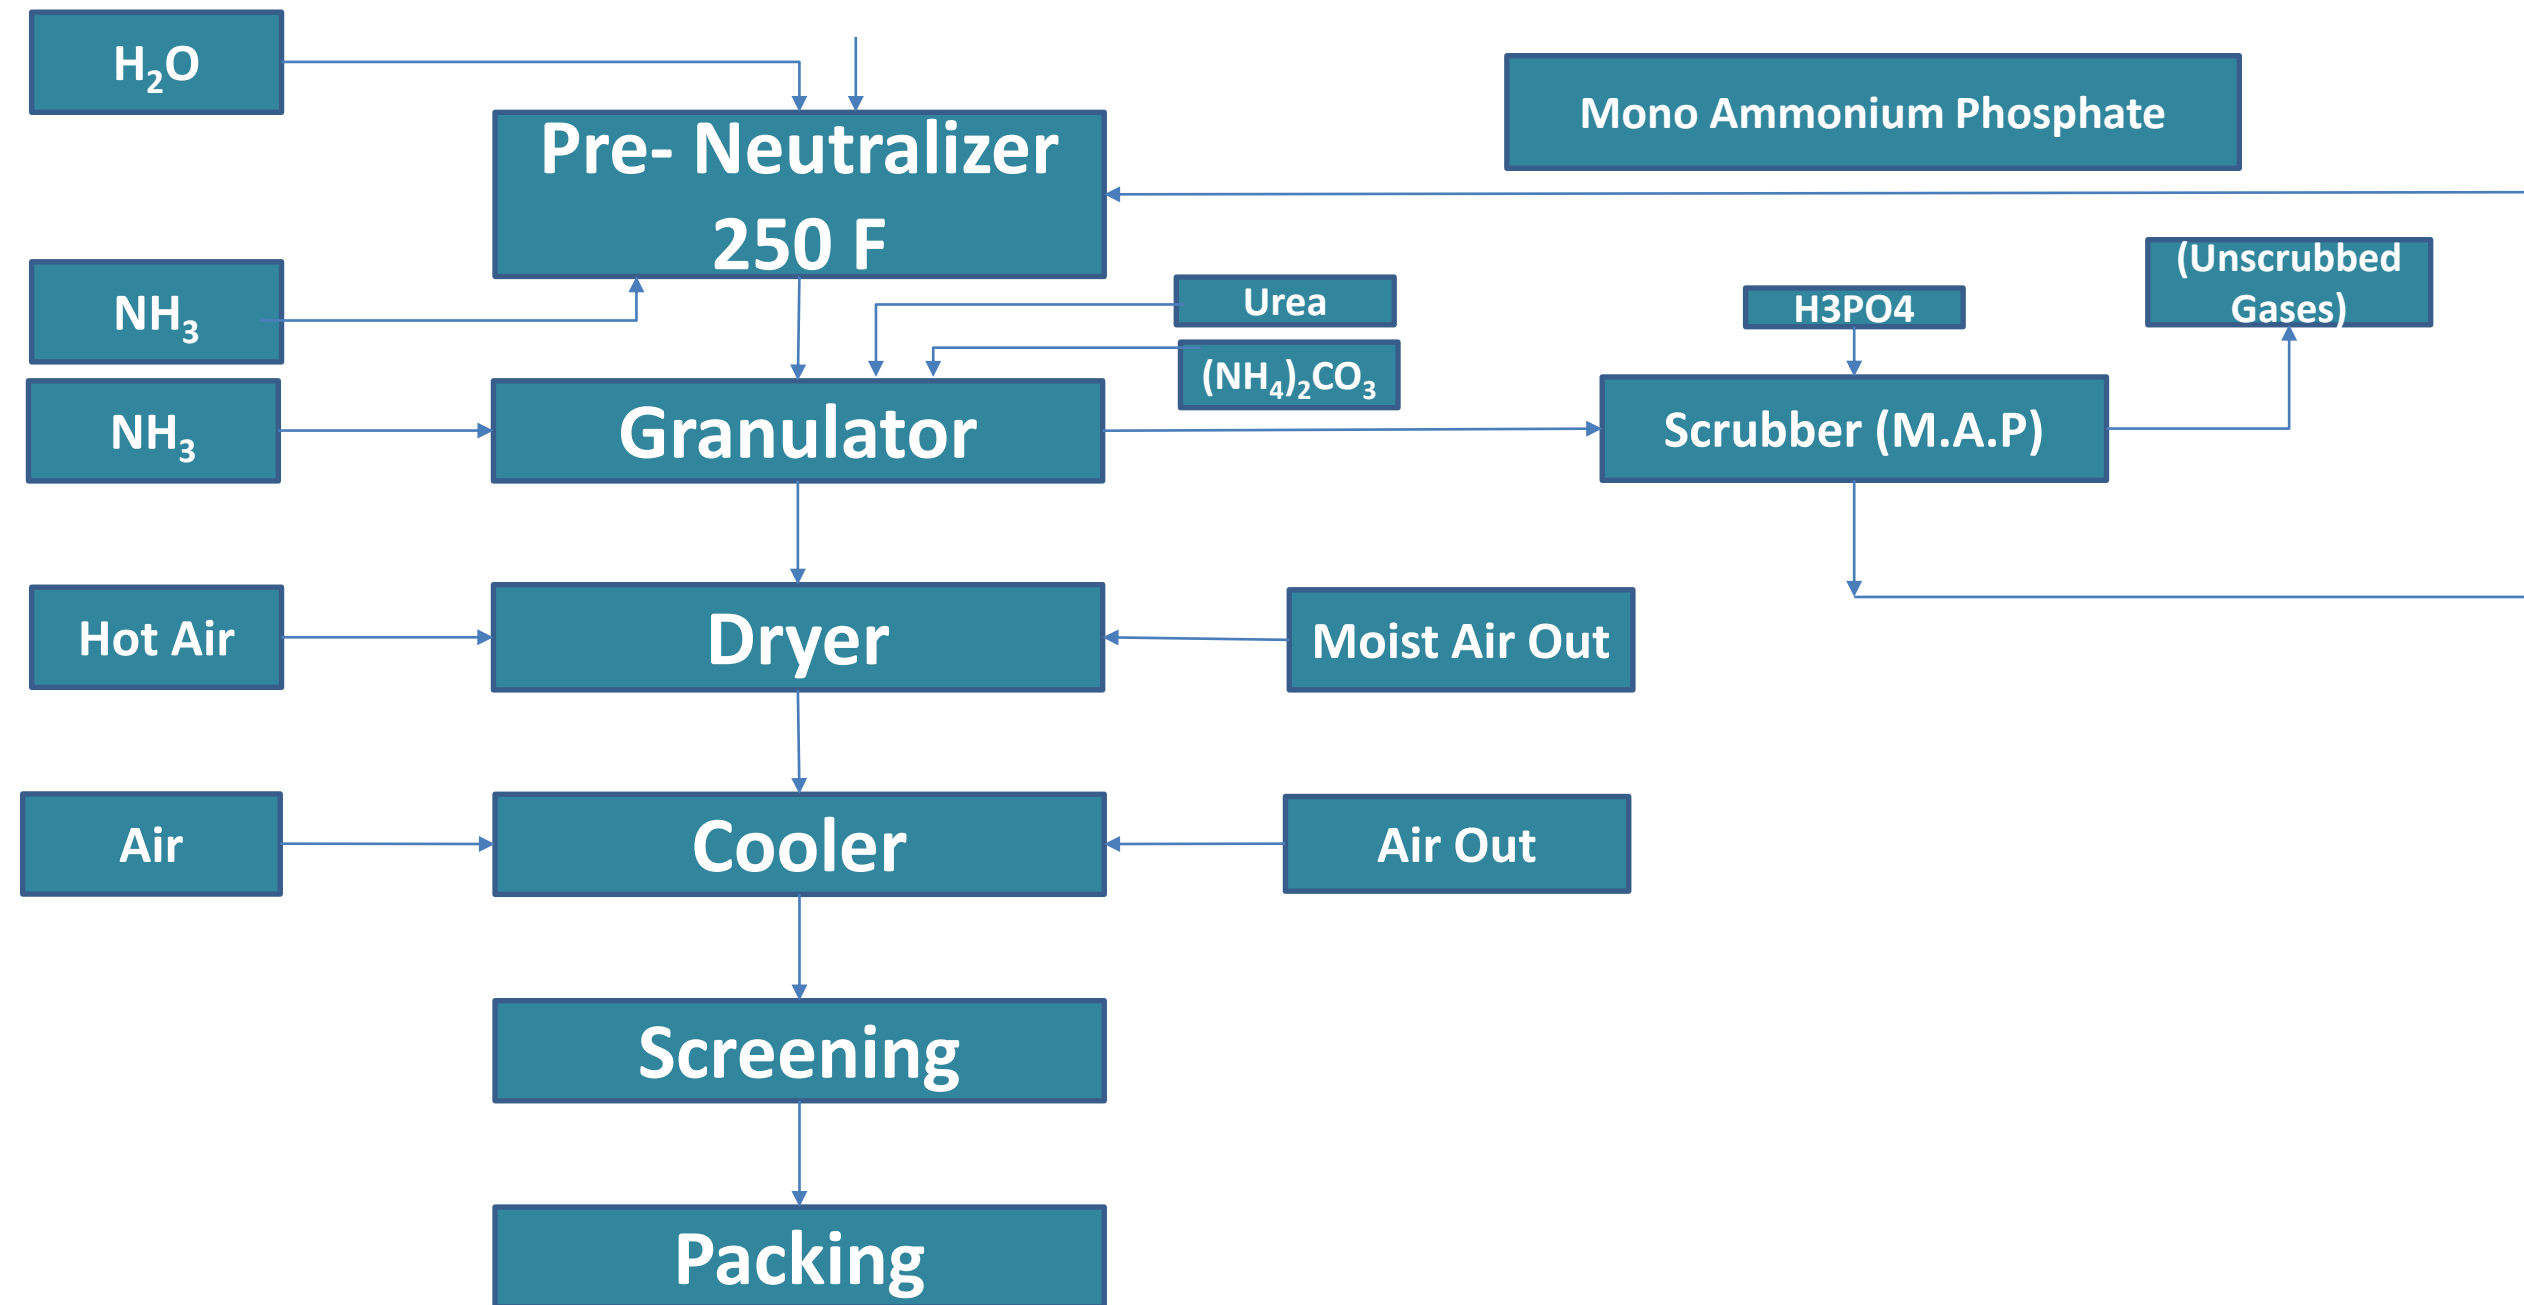 H₂O
Mono Ammonium Phosphate
Pre- Neutralizer
250 F
(Unscrubbed
Gases)
NH₃
Urea
H3PO4
(NH₄)₂CO₃
NH₃
Granulator
Scrubber (M.A.P)
Hot Air
Dryer
Moist Air Out
Air
Cooler
Air Out
Screening
Packing